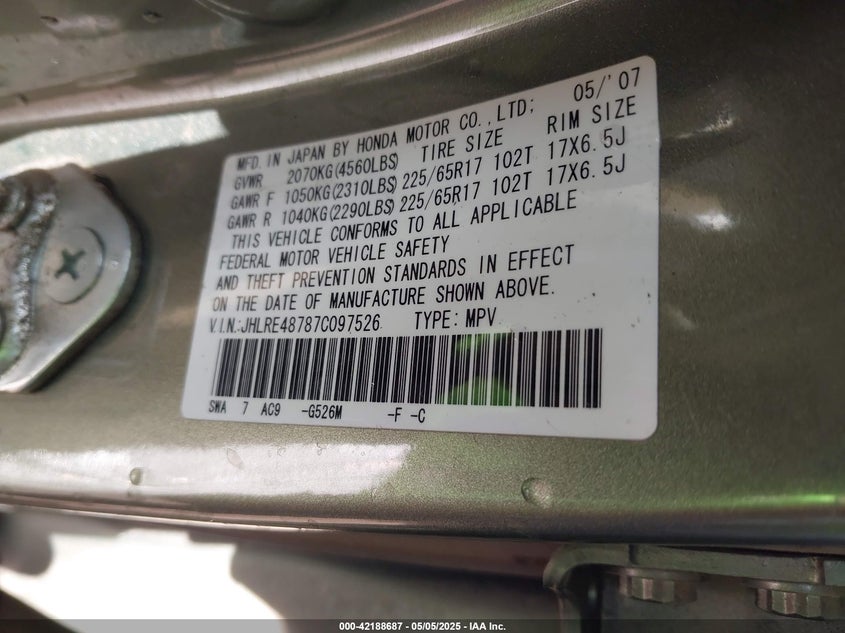 MFD. IN JAPAN BY HONDA MOTOR CO.,LTD; 05/'07
GVWR 2070KG(4560LBS) TIRE SIZE RIM SIZE
GAWR F 1050KG(2310LBS) 225/65R17 102T 17X6.5J
GAWR R 1040KG(2290LBS) 225/65R17 102T 17X6.5J
THIS VEHICLE CONFORMS TO ALL APPLICABLE
FEDERAL MOTOR VEHICLE SAFETY
AND THEFT PREVENTION STANDARDS IN EFFECT
ON THE DATE OF MANUFACTURE SHOWN ABOVE.
V.I.N.:JHLRE48787C097526 TYPE: MPV
SWA 7 AC9 -G526M -F -C
000-42188687 - 05/05/2025 - IAA Inc.